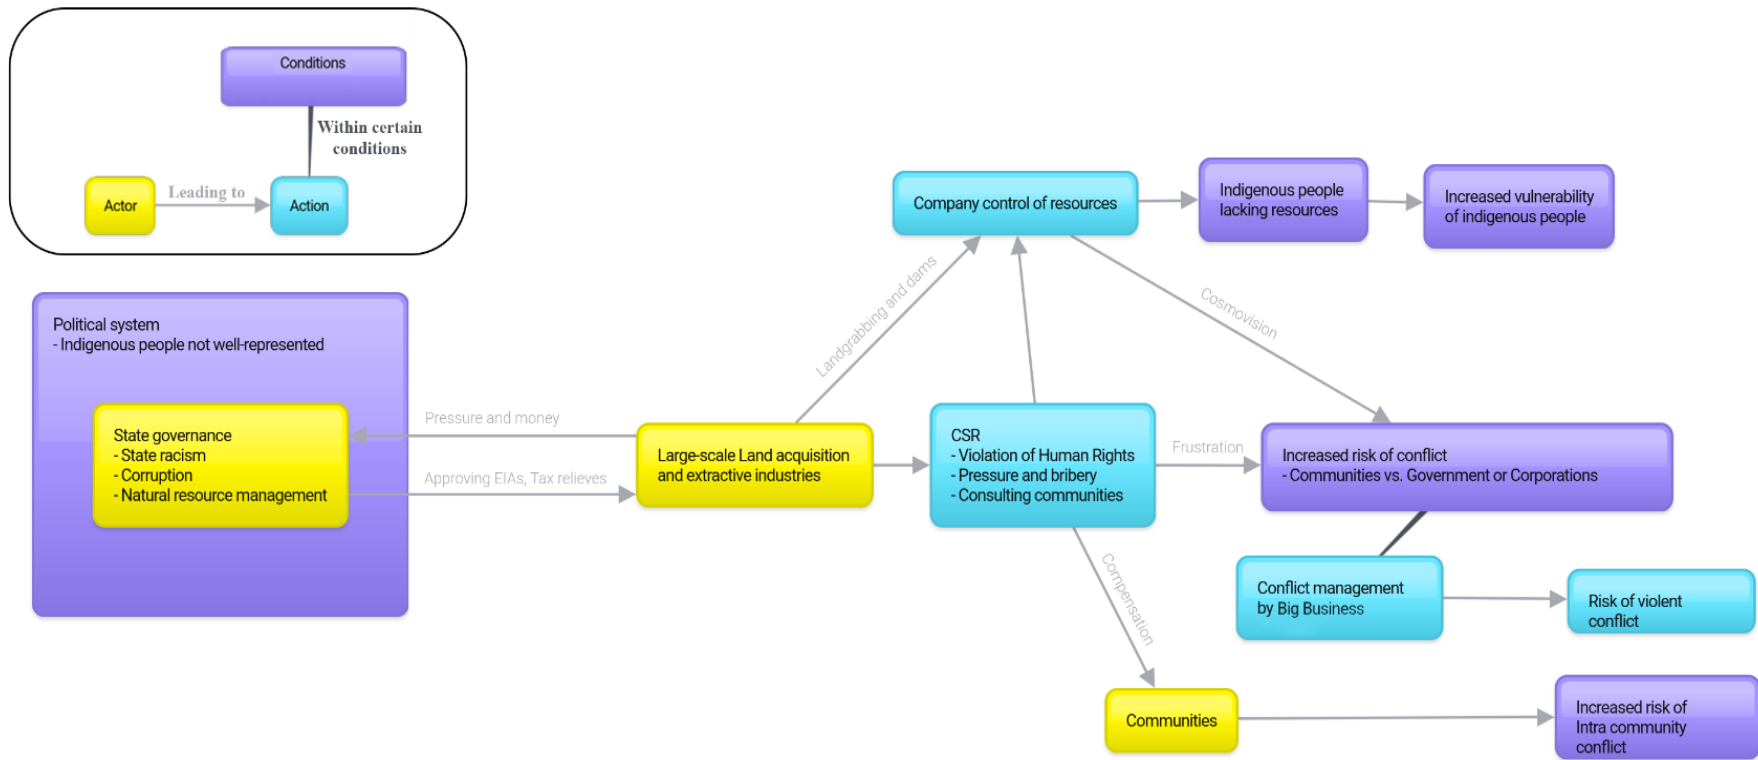 Conditions
Within certain
conditions
Actor
Leading to
Action
Political system
- Indigenous people not well-represented
State governance
- State racism
- Corruption
- Natural resource management
Pressure and money
Approving EIAs, Tax relieves
Large-scale Land acquisition
and extractive industries
Landgrabbing and dams
Company control of resources
Indigenous people
lacking resources
Increased vulnerability
of indigenous people
Cosmovision
CSR
- Violation of Human Rights
- Pressure and bribery
- Consulting communities
Frustration
Increased risk of conflict
- Communities vs. Government or Corporations
Conflict management
by Big Business
Risk of violent
conflict
Compensation
Communities
Increased risk of
Intra community
conflict